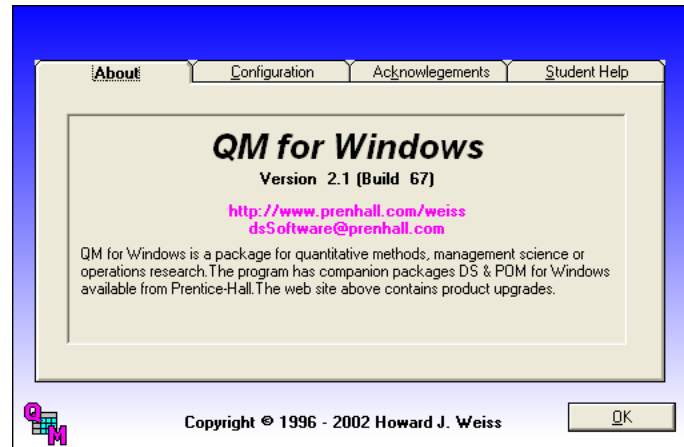 About
Configuration
Acknowlegements
Student Help
QM for Windows
Version 2.1 (Build 67)
http://www.prenhall.com/weiss
dsSoftware@prenhall.com
QM for Windows is a package for quantitative methods, management science or
operations research.The program has companion packages DS & POM for Windows
available from Prentice-Hall.The web site above contains product upgrades.
QM
Copyright © 1996 - 2002 Howard J. Weiss
OK